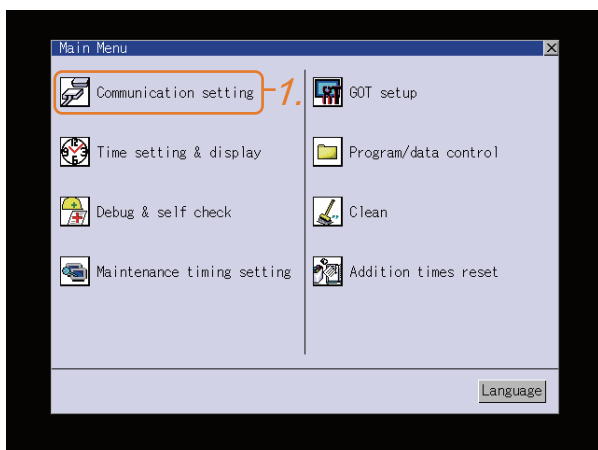 Main Menu
Communication setting
1.
GOT setup
Time setting & display
Program/data control
Debug & self check
Clean
Maintenance timing setting
Addition times reset
Language